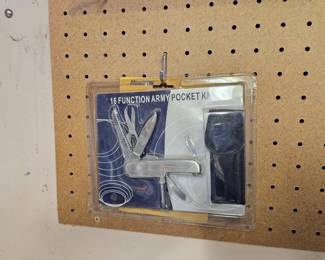 16 FUNCTION ARMY POCKET K